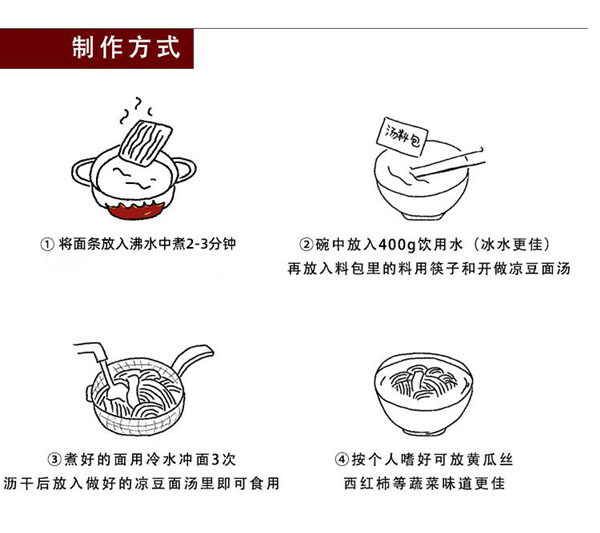 制作方式
汤料包
①将面条放入沸水中煮2-3分钟
②碗中放入400g饮用水（冰水更佳）
再放入料包里的料用筷子和开做凉豆面汤
③煮好的面用冷水冲面3次
沥干后放入做好的凉豆面汤里即可食用
④按个人嗜好可放黄瓜丝
西红柿等蔬菜味道更佳